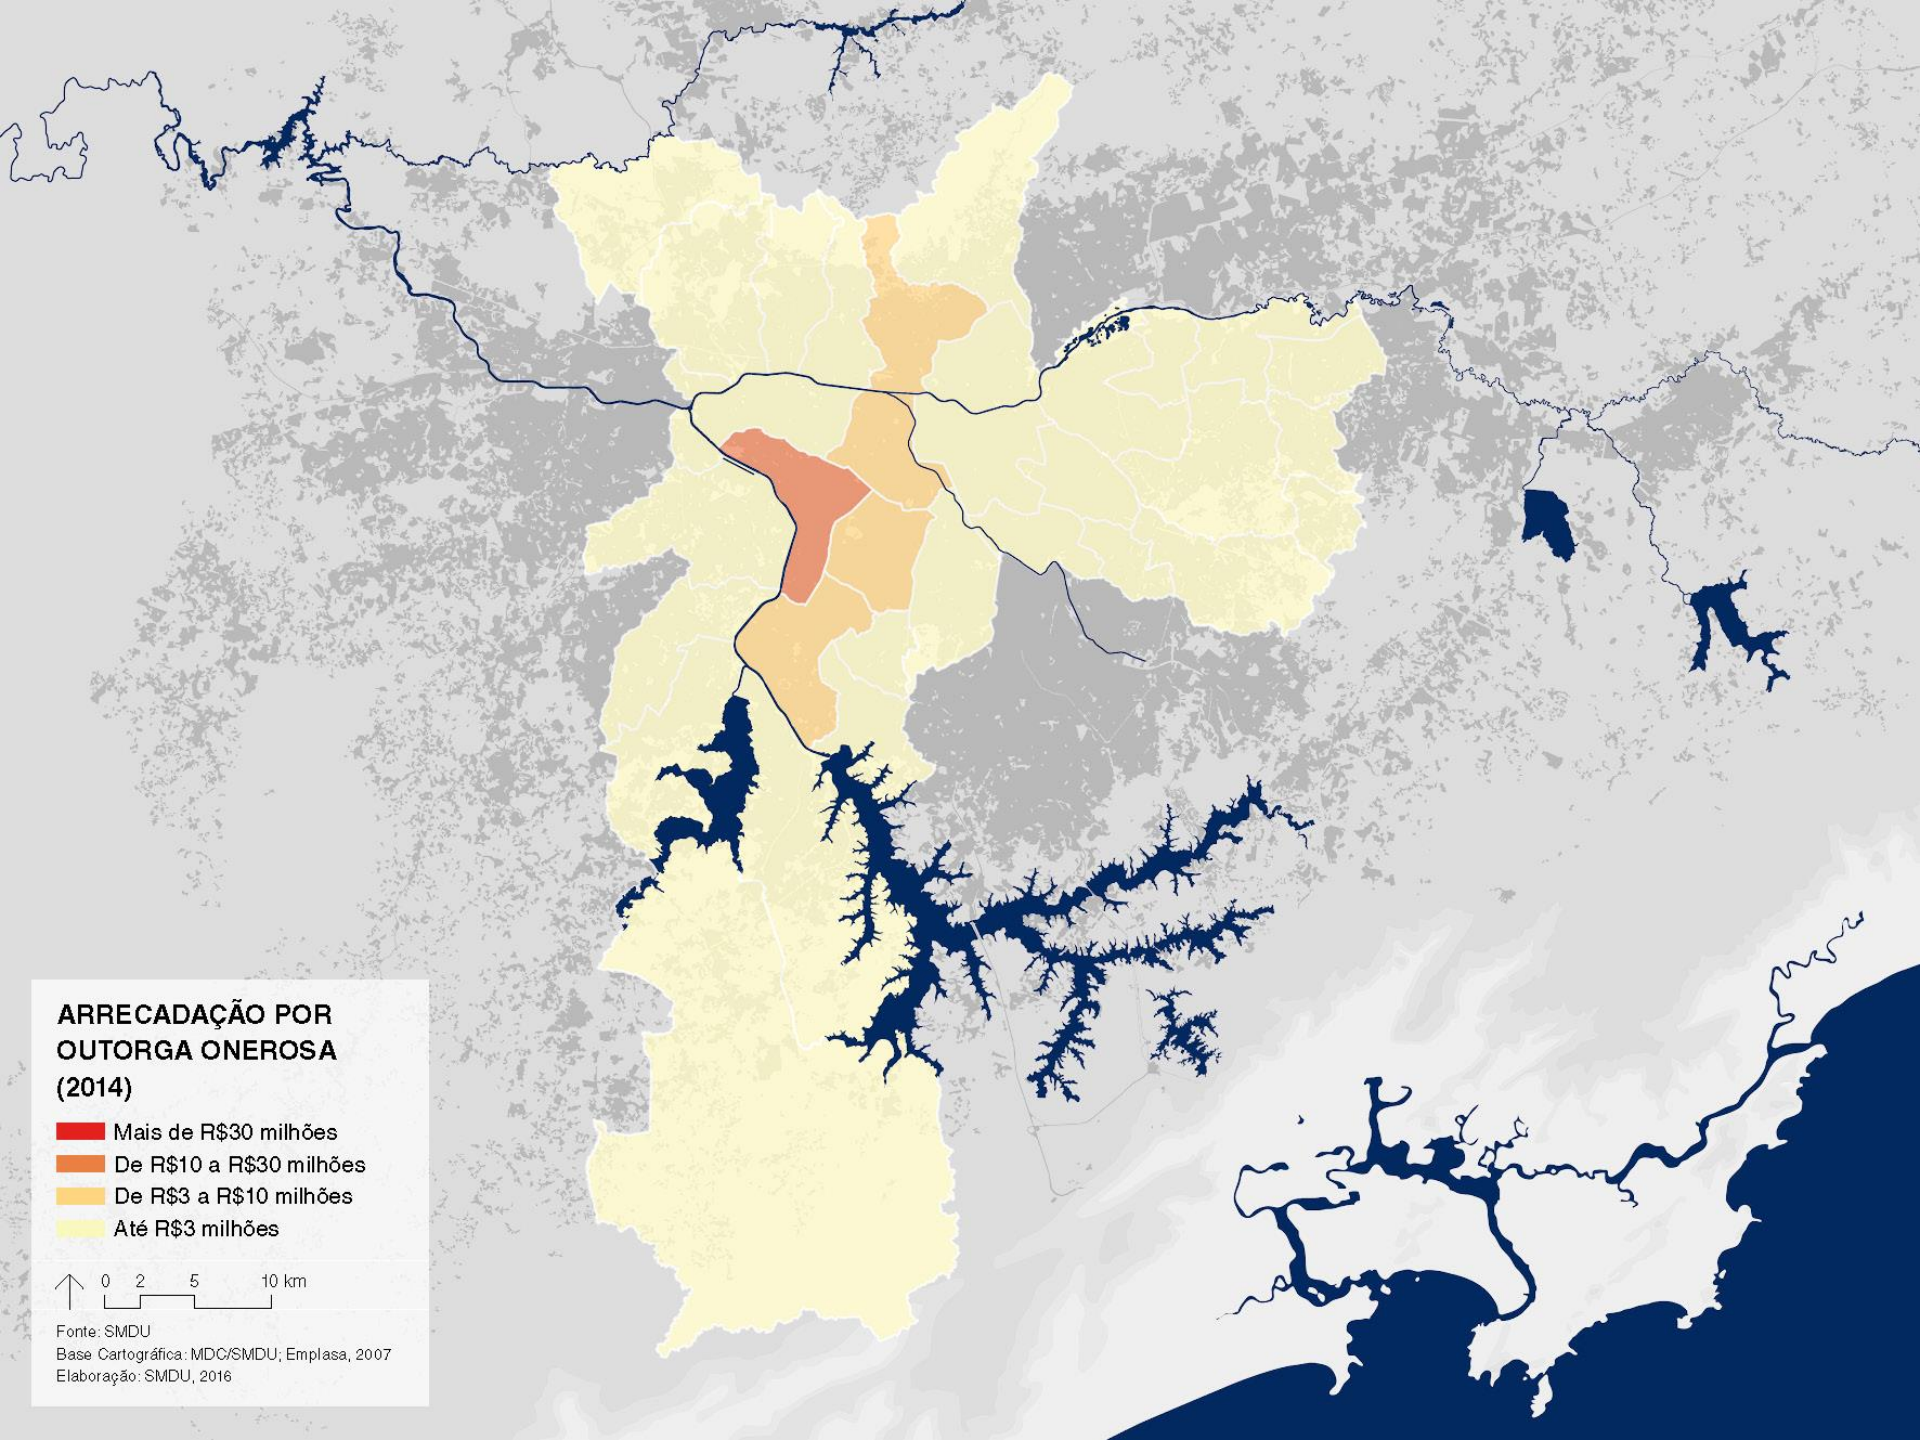 ARRECADAÇÃO POR
OUTORGA ONEROSA
(2014)
Mais de R$30 milhões
De R$10 a R$30 milhões
De R$3 a R$10 milhões
Até R$3 milhões
0 2 5 10 km
Fonte: SMDU
Base Cartográfica: MDC/SMDU; Emplasa, 2007
Elaboração: SMDU, 2016